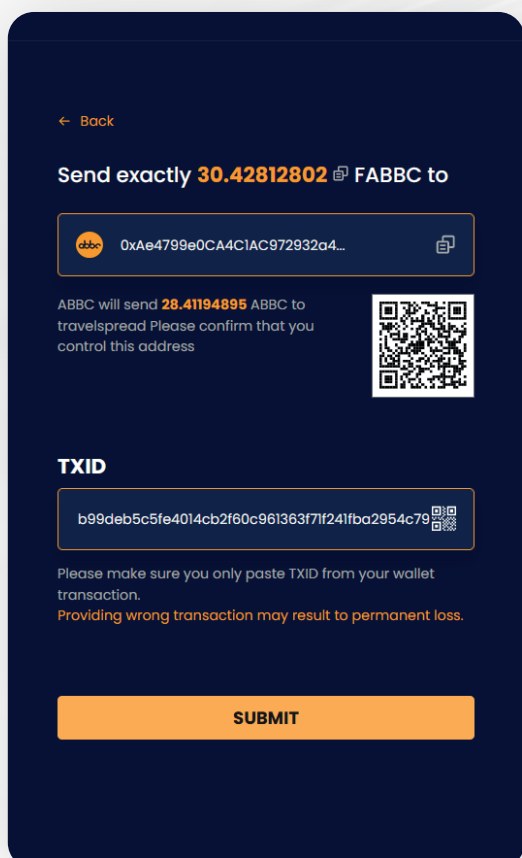 ← Back
Send exactly 30.42812802 FABBC to
abbc
0xAe4799e0CA4C1AC972932a4...
ABBC will send 28.41194895 ABBC to
travelspread Please confirm that you
control this address
TXID
b99deb5c5fe4014cb2f60c961363f71f241fba2954c79
Please make sure you only paste TXID from your wallet
transaction.
Providing wrong transaction may result to permanent loss.
SUBMIT